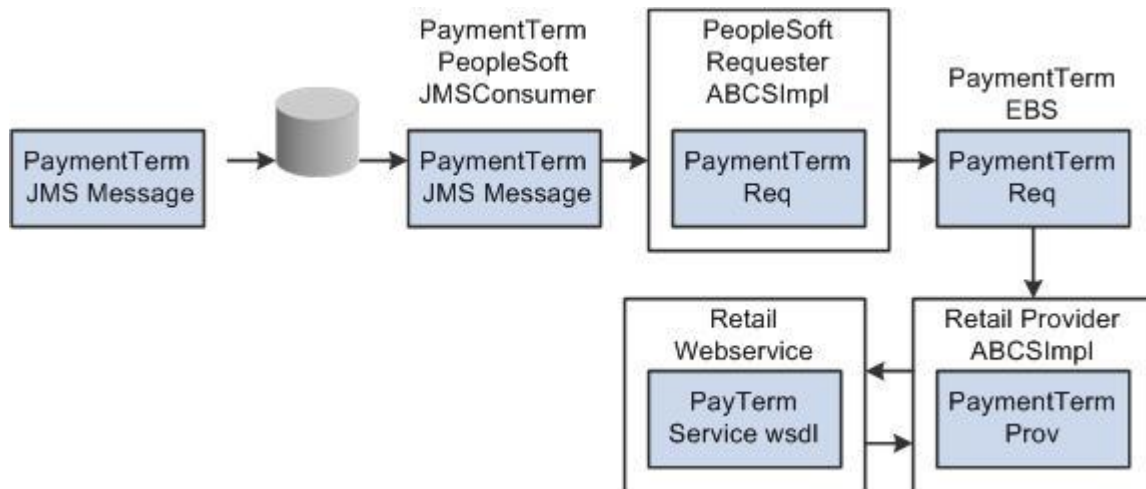 PaymentTerm
JMS Message
PaymentTerm
PeopleSoft
JMSConsumer
PaymentTerm
JMS Message
PeopleSoft
Requester
ABCSImpl
PaymentTerm
Req
PaymentTerm
EBS
PaymentTerm
Req
Retail
Webservice
PayTerm
Service wsdl
Retail Provider
ABCSImpl
PaymentTerm
Prov